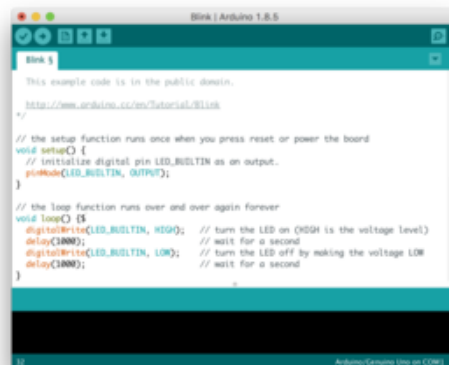 Blink | Arduino 1.8.5
Blink §
This example code is in the public domain.
http://www.arduino.cc/en/Tutorial/Blink
*/
// the setup function runs once when you press reset or power the board
void setup() {
// initialize digital pin LED_BUILTIN as an output.
pinMode(LED_BUILTIN, OUTPUT);
}
// the loop function runs over and over again forever
void loop() {$
digitalWrite(LED_BUILTIN, HIGH); // turn the LED on (HIGH is the voltage level)
delay(1000); // wait for a second
digitalWrite(LED_BUILTIN, LOW); // turn the LED off by making the voltage LOW
delay(1000); // wait for a second
}
32 Arduino/Genuino Uno on COM1